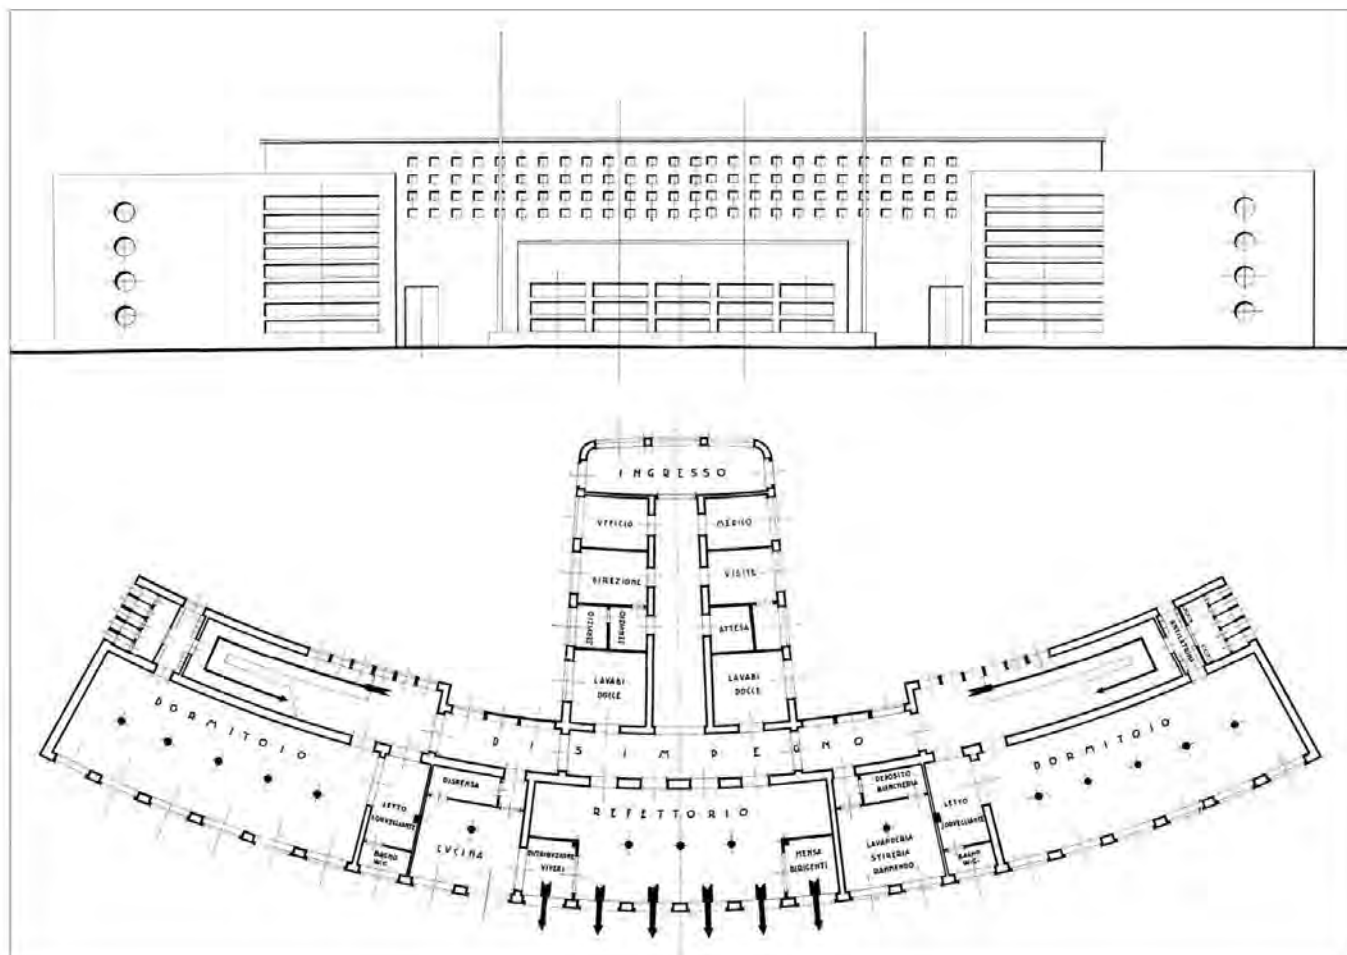 INGRESSO
UFFICIO
MEDICO
DIREZIONE
VISITE
SERVIZIO
SERVIZIO
ATTESA
LAVABI
DOCCE
LAVABI
DOCCE
DORMITOIO
DISIMPEGNO
DORMITOIO
DISPENSA
DEPOSITO
BIANCHERIA
LETTO
SORVEGLIANTE
REFETTORIO
LETTO
SORVEGLIANTE
CUCINA
BAGNO
W.C.
DISTRIBUZIONE
VIVERI
MENSA
DIRIGENTI
LAVANDERIA
STIRERIA
RAMMENDO
BAGNO
W.C.